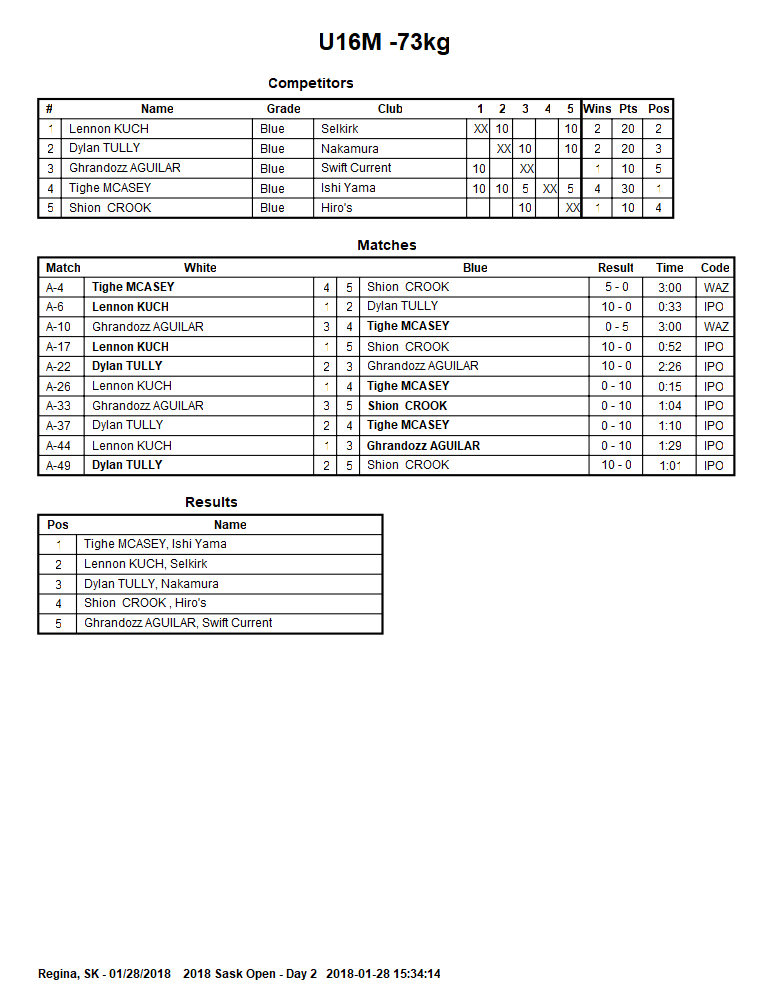 U16M -73kg
Competitors
# Name Grade Club 1 2 3 4 5 Wins Pts Pos
1 Lennon KUCH Blue Selkirk XX 10 10 2 20 2
2 Dylan TULLY Blue Nakamura XX 10 10 2 20 3
3 Ghrandozz AGUILAR Blue Swift Current 10 XX 1 10 5
4 Tighe MCASEY Blue Ishi Yama 10 10 5 XX 5 4 30 1
5 Shion CROOK Blue Hiro's 10 XX 1 10 4
Matches
Match White Blue Result Time Code
A-4 Tighe MCASEY 4 5 Shion CROOK 5 - 0 3:00 WAZ
A-6 Lennon KUCH 1 2 Dylan TULLY 10 - 0 0:33 IPO
A-10 Ghrandozz AGUILAR 3 4 Tighe MCASEY 0 - 5 3:00 WAZ
A-17 Lennon KUCH 1 5 Shion CROOK 10 - 0 0:52 IPO
A-22 Dylan TULLY 2 3 Ghrandozz AGUILAR 10 - 0 2:26 IPO
A-26 Lennon KUCH 1 4 Tighe MCASEY 0 - 10 0:15 IPO
A-33 Ghrandozz AGUILAR 3 5 Shion CROOK 0 - 10 1:04 IPO
A-37 Dylan TULLY 2 4 Tighe MCASEY 0 - 10 1:10 IPO
A-44 Lennon KUCH 1 3 Ghrandozz AGUILAR 0 - 10 1:29 IPO
A-49 Dylan TULLY 2 5 Shion CROOK 10 - 0 1:01 IPO
Results
Pos Name
1 Tighe MCASEY, Ishi Yama
2 Lennon KUCH, Selkirk
3 Dylan TULLY, Nakamura
4 Shion CROOK , Hiro's
5 Ghrandozz AGUILAR, Swift Current
Regina, SK - 01/28/2018 2018 Sask Open - Day 2 2018-01-28 15:34:14